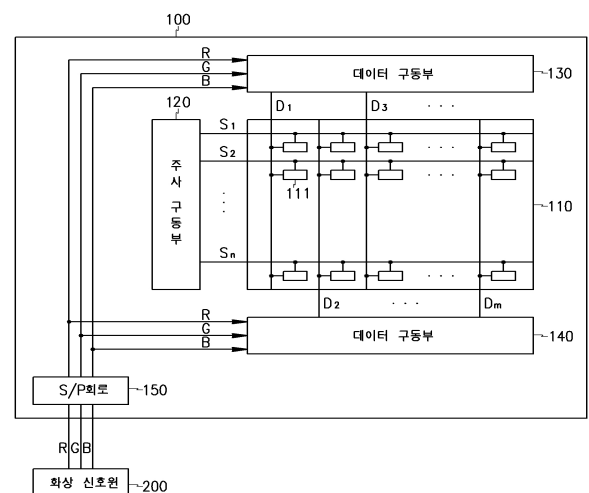 100
R
G
B
데이터 구동부
130
120
D1
D3
. . .
S1
S2
Sn
주사 구동부
111
110
D2
. . .
Dm
R
G
B
데이터 구동부
140
S/P회로
150
R G B
화상 신호원
200